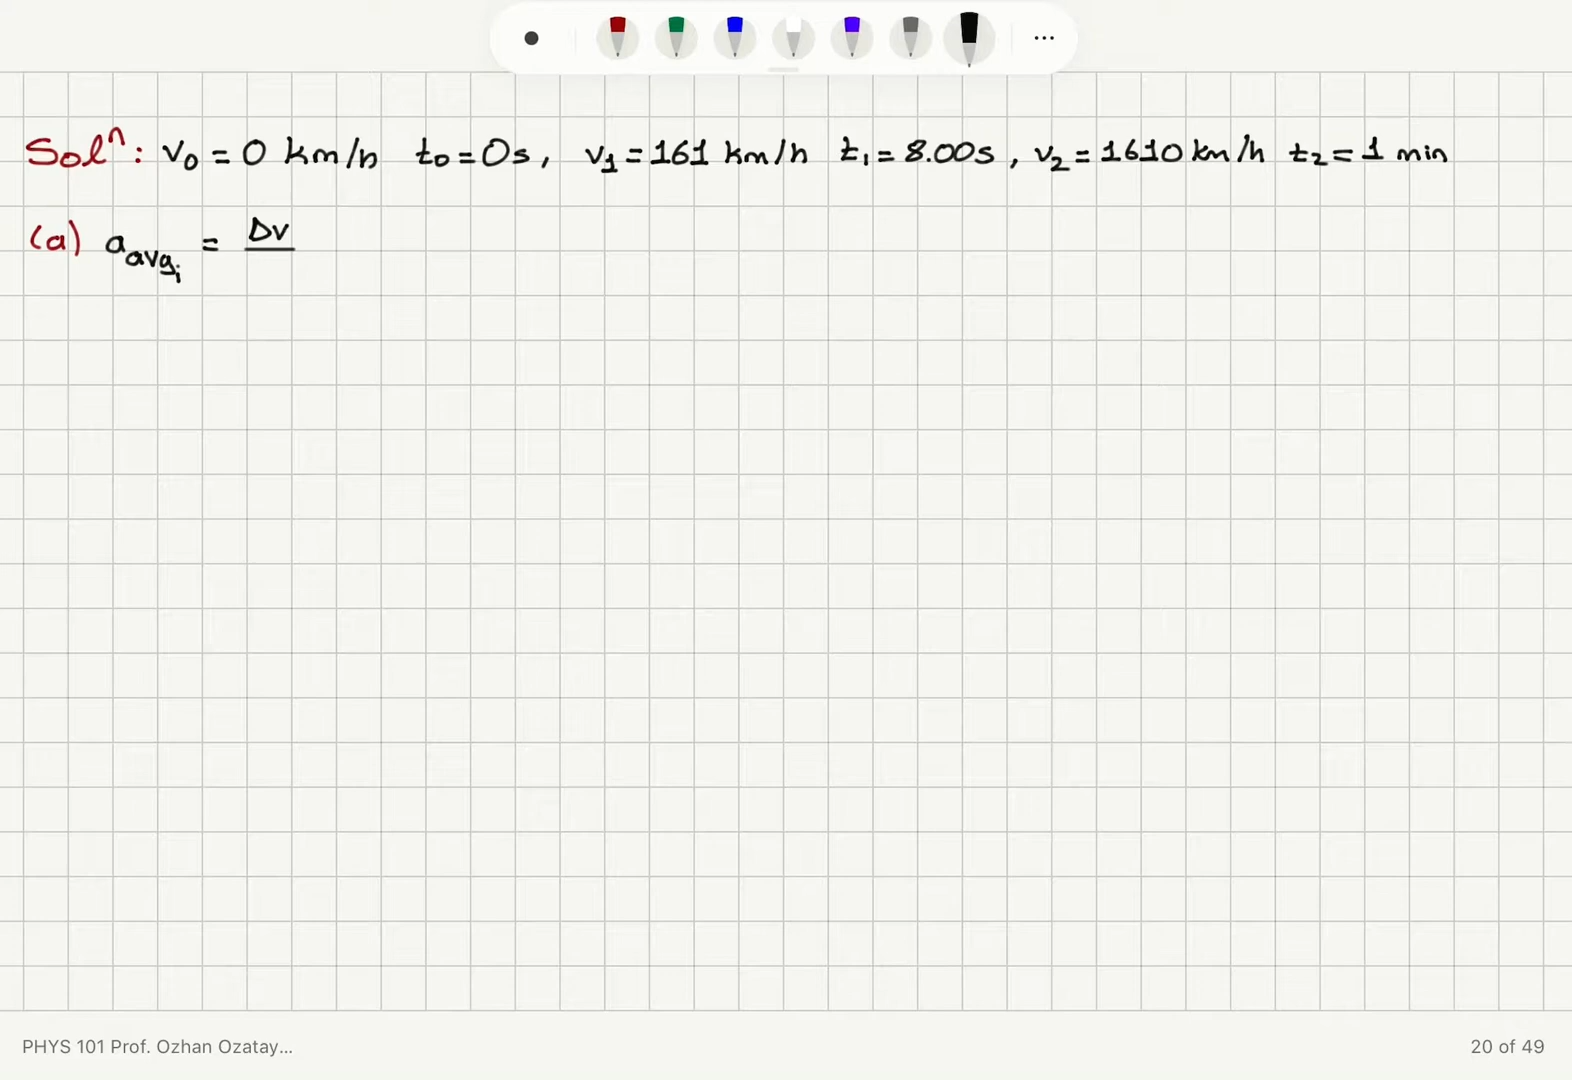 Solⁿ: v₀ = 0 km/h t₀ = 0s, v₁ = 161 km/h t₁ = 8.00s, v₂ = 1610 km/h t₂ = 1 min
(a) a_avgᵢ = Δv
PHYS 101 Prof. Ozhan Ozatay...
20 of 49